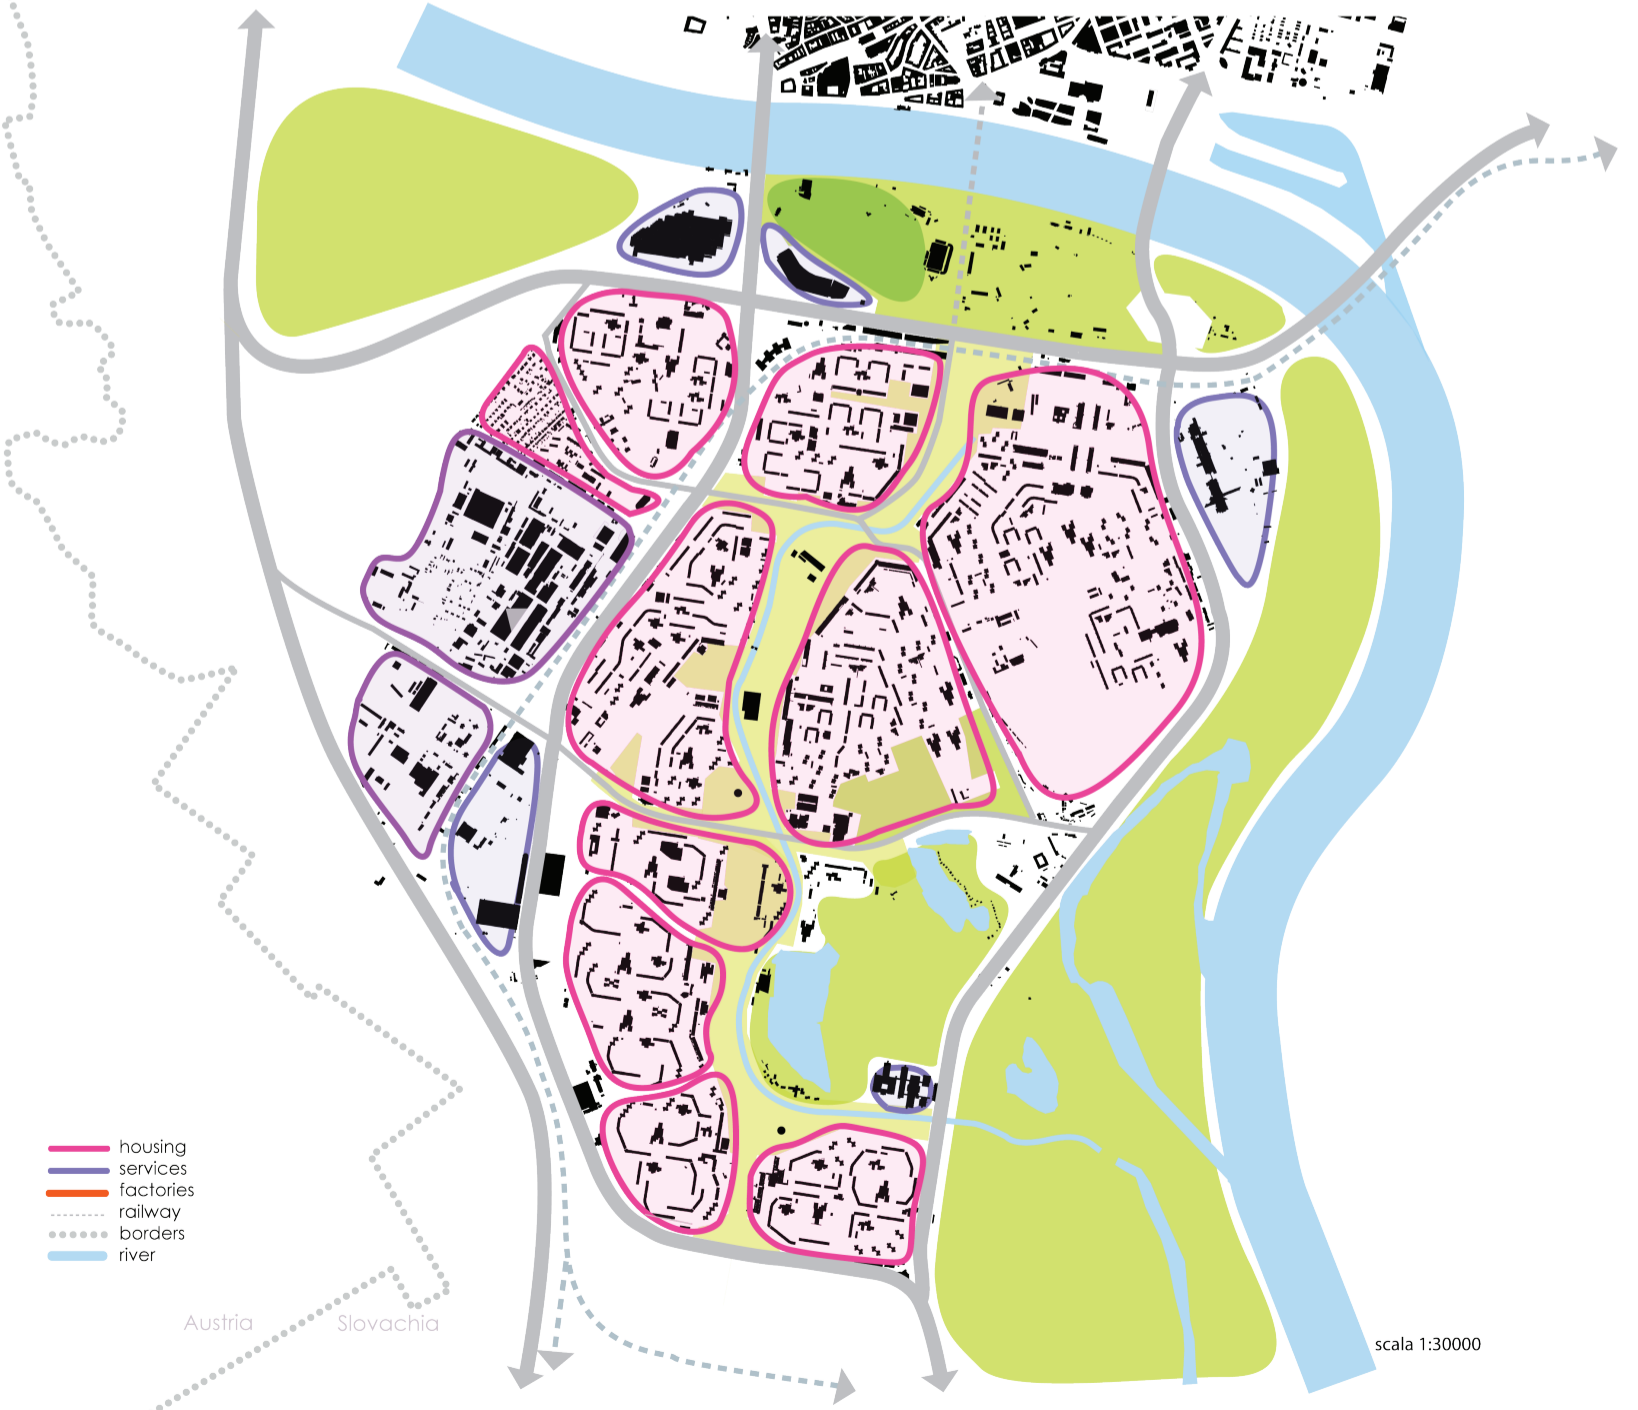 housing
services
factories
railway
borders
river
Austria
Slovachia
scala 1:30000